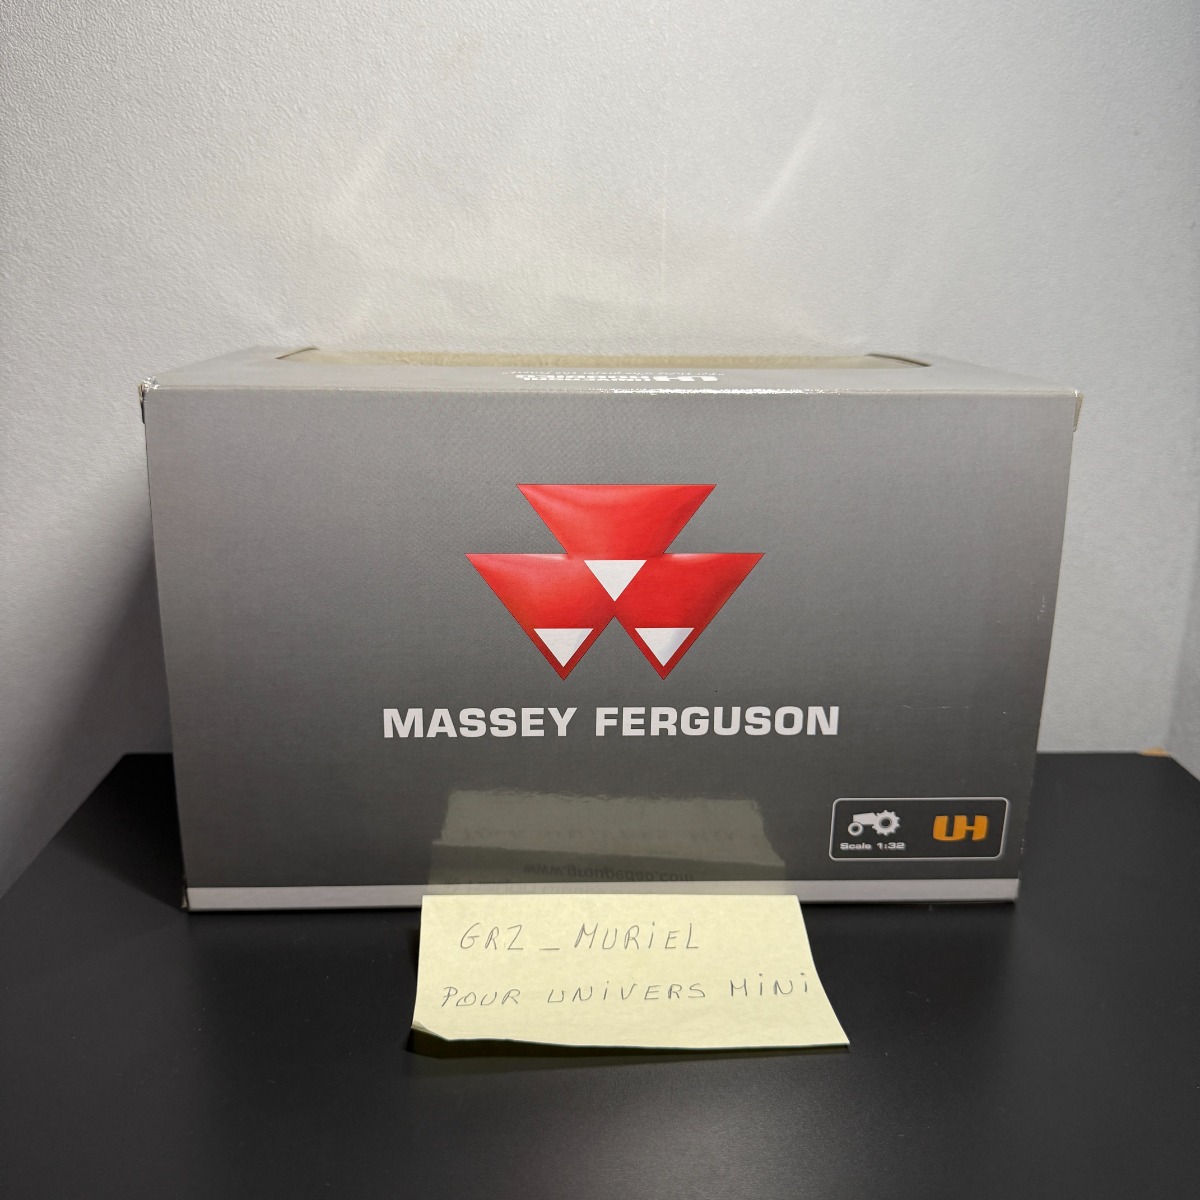 MASSEY FERGUSON
Scale 1:32
UH
GRZ_MURiEL
POUR UNiVERS MiNi